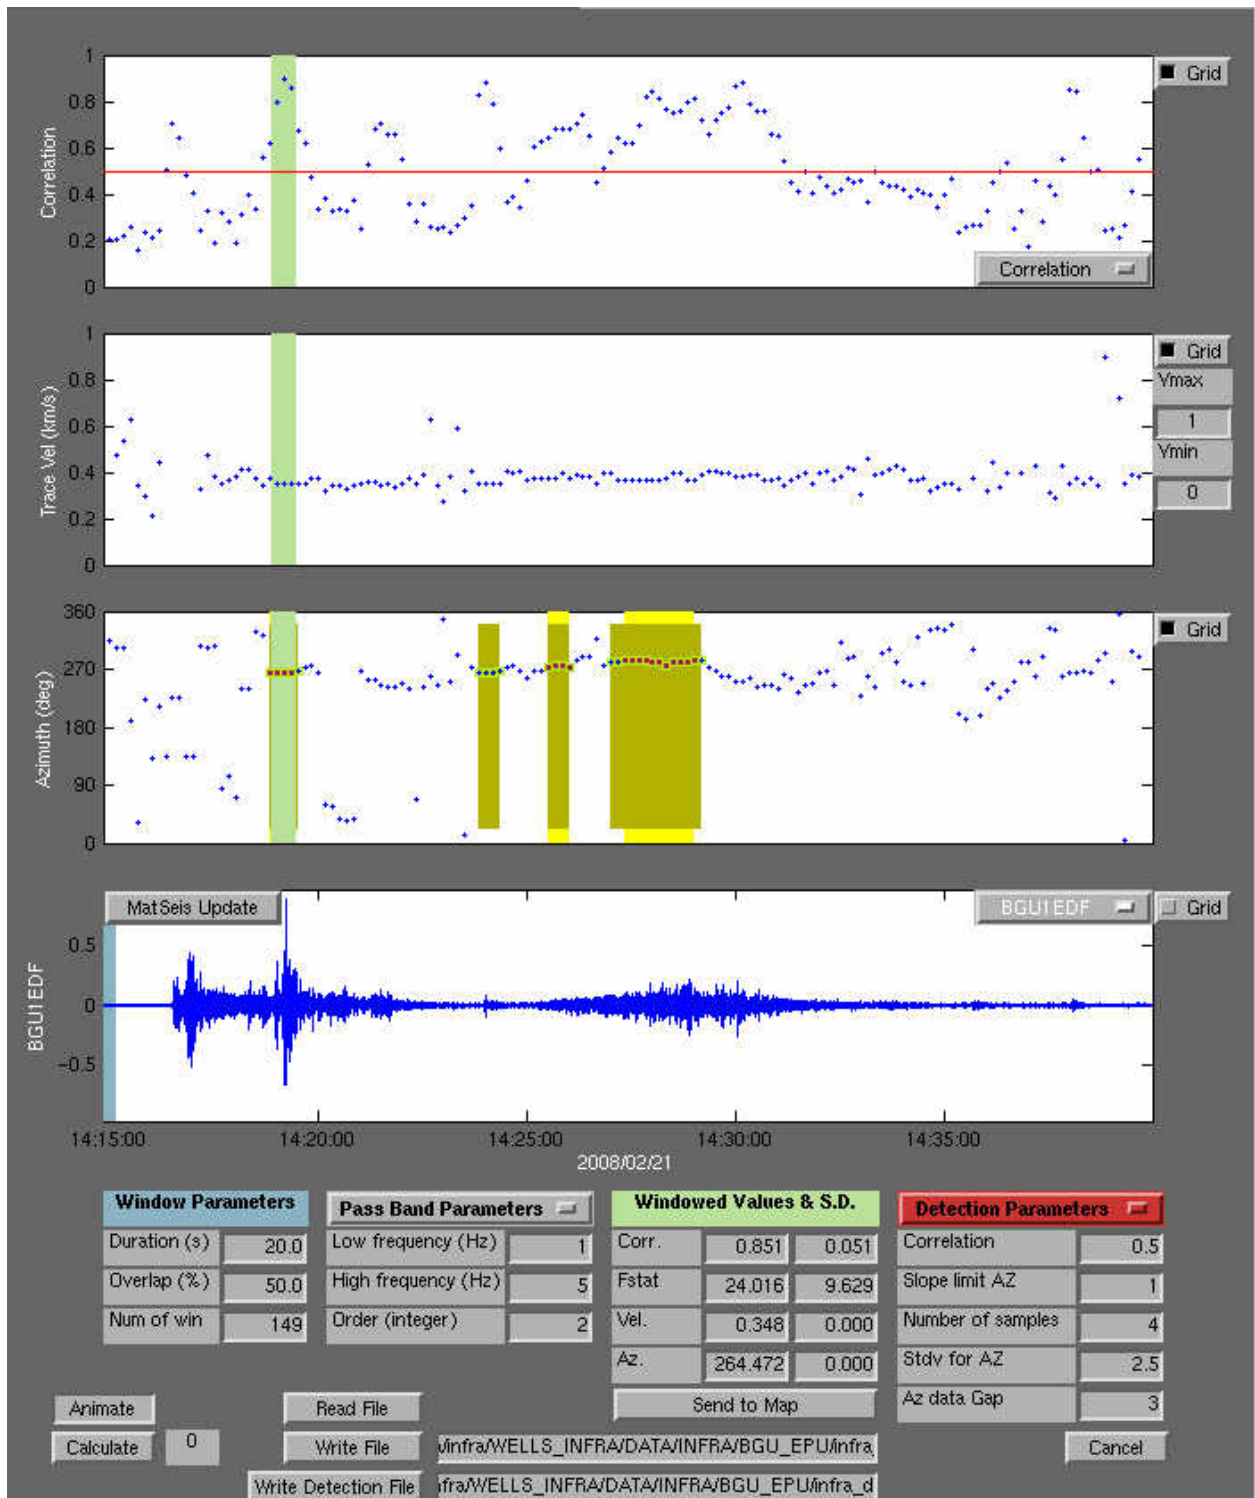 1
0.8
0.6
0.4
0.2
0
Correlation
Grid
Correlation
1
0.8
0.6
0.4
0.2
0
Trace Vel (km/s)
Grid
Vmax
1
Vmin
0
360
270
180
90
0
Azimuth (deg)
Grid
MatSeis Update
BGU1EDF
Grid
0.5
0
-0.5
BGU1EDF
14:15:00 14:20:00 14:25:00 14:30:00 14:35:00
2008/02/21
Window Parameters
Duration (s) 20.0
Overlap (%) 50.0
Num of win 149
Pass Band Parameters
Low frequency (Hz) 1
High frequency (Hz) 5
Order (integer) 2
Windowed Values & S.D.
Corr. 0.851 0.051
Fstat 24.016 9.629
Vel. 0.348 0.000
Az. 264.472 0.000
Send to Map
Detection Parameters
Correlation 0.5
Slope limit AZ 1
Number of samples 4
Stdv for AZ 2.5
Az data Gap 3
Animate
Read File
Calculate 0
Write File /infra/WELLS_INFRA/DATA/INFRA/BGU_EPU/infra_
Cancel
Write Detection File nfra/WELLS_INFRA/DATA/INFRA/BGU_EPU/infra_d